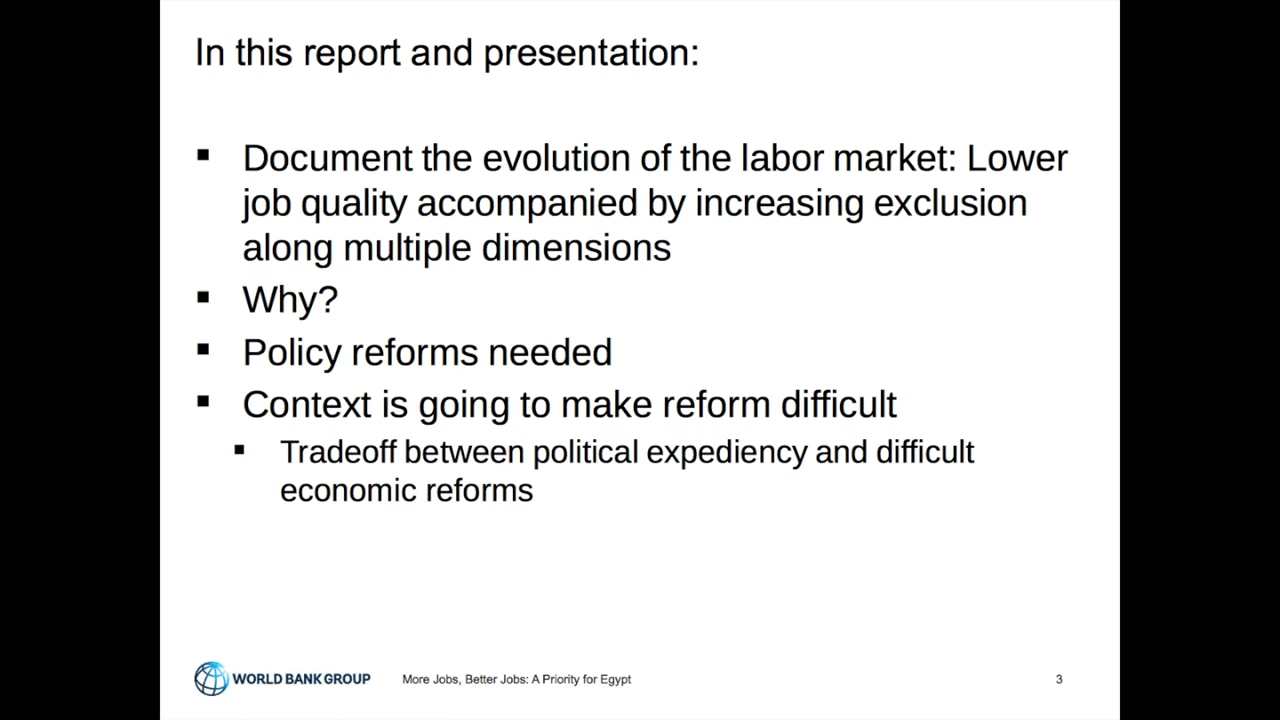 In this report and presentation:
▪ Document the evolution of the labor market: Lower
job quality accompanied by increasing exclusion
along multiple dimensions
▪ Why?
▪ Policy reforms needed
▪ Context is going to make reform difficult
▪ Tradeoff between political expediency and difficult
economic reforms
WORLD BANK GROUP More Jobs, Better Jobs: A Priority for Egypt 3